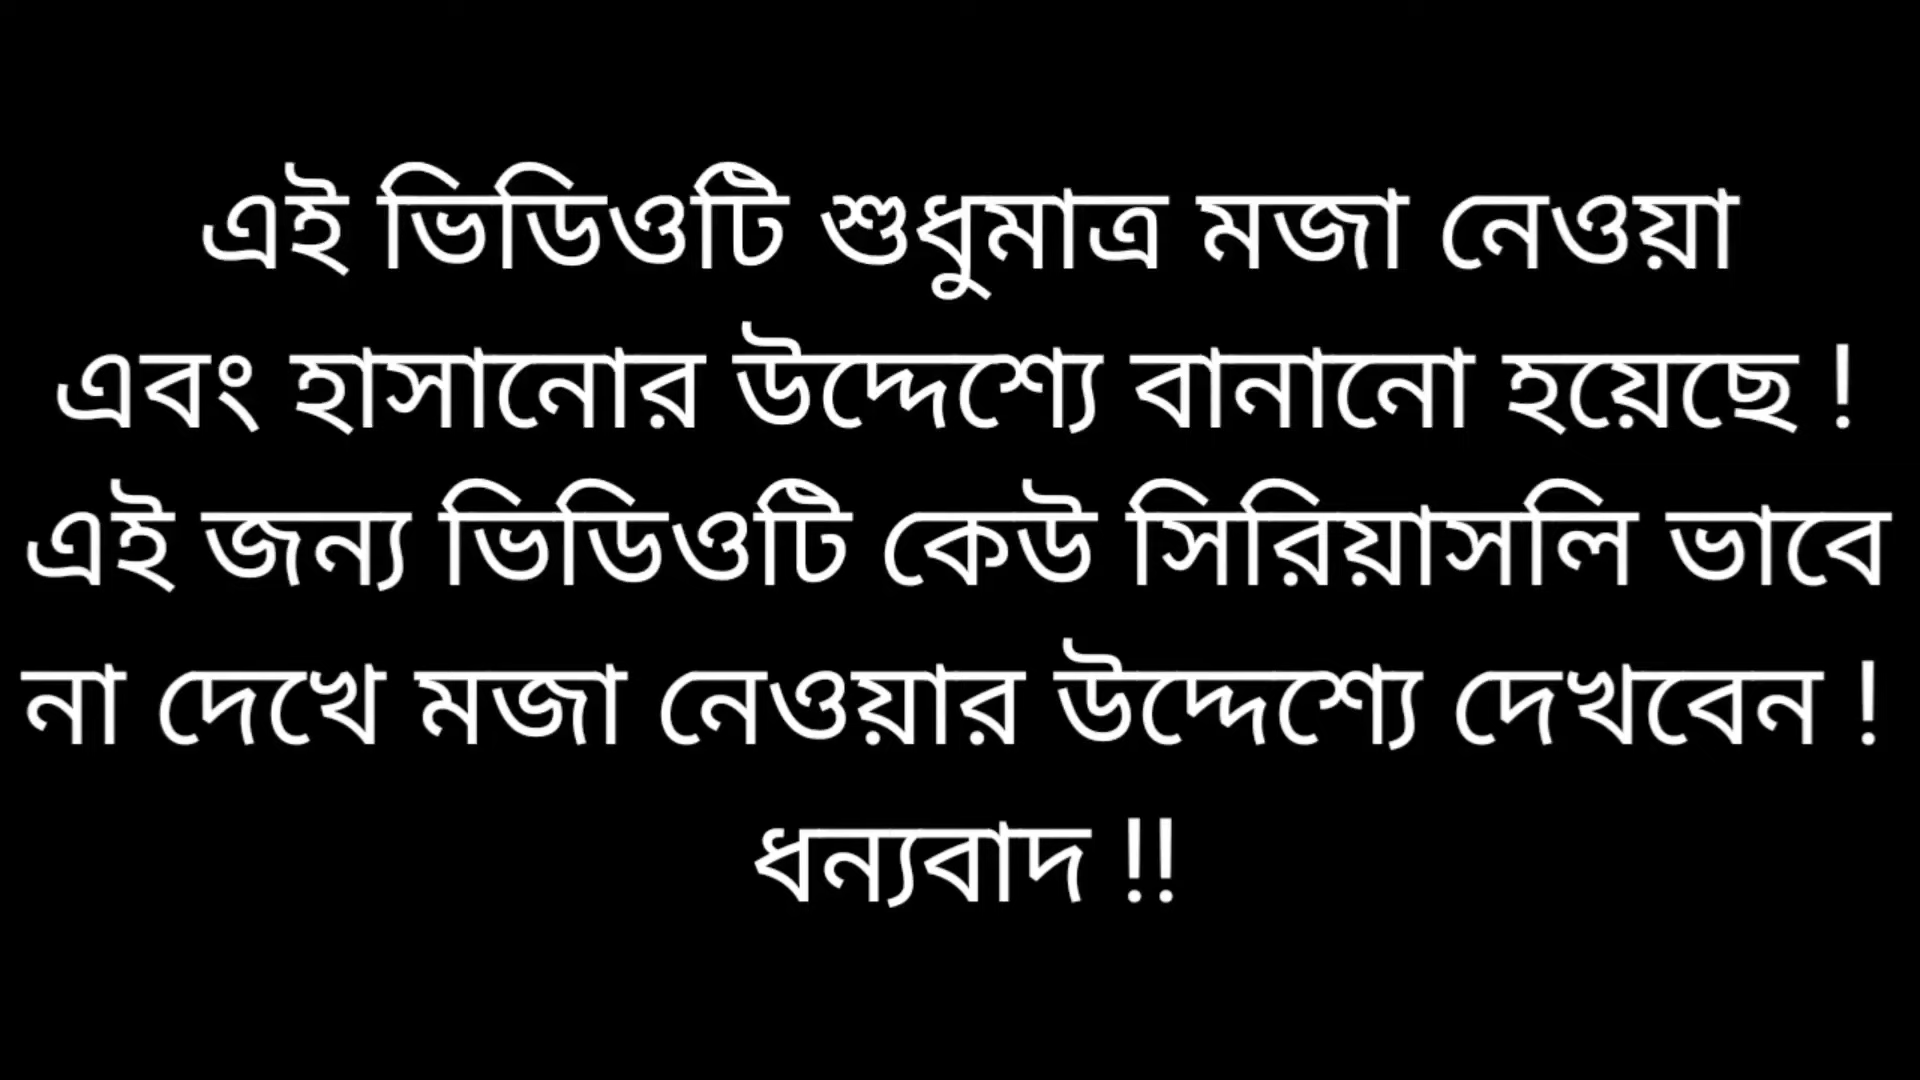 এই ভিডিওটি শুধুমাত্র মজা নেওয়া
এবং হাসানোর উদ্দেশ্যে বানানো হয়েছে !
এই জন্য ভিডিওটি কেউ সিরিয়াসলি ভাবে
না দেখে মজা নেওয়ার উদ্দেশ্যে দেখবেন !
ধন্যবাদ !!